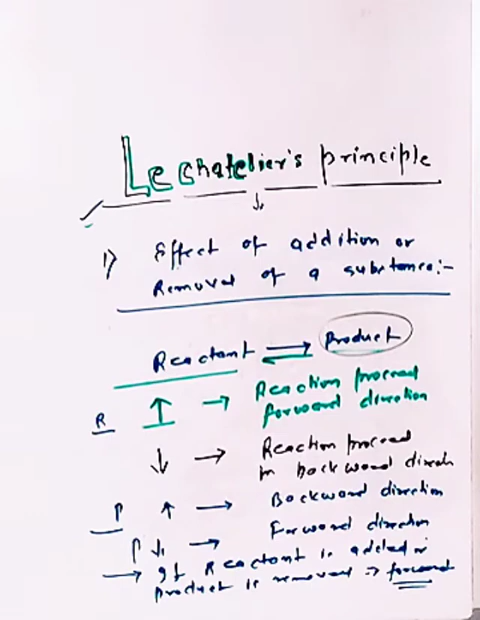 Le chatelier's principle
1) Effect of addition or
Removal of a substance:-
Reactant ⇌ product
R ↑ → Reaction proceed
forward direction
↓ → Reaction proceed
in backward direcn
P ↑ → Backward direction
P ↓ → Forward direction
→ If Reactant is added or
product is removed → forward